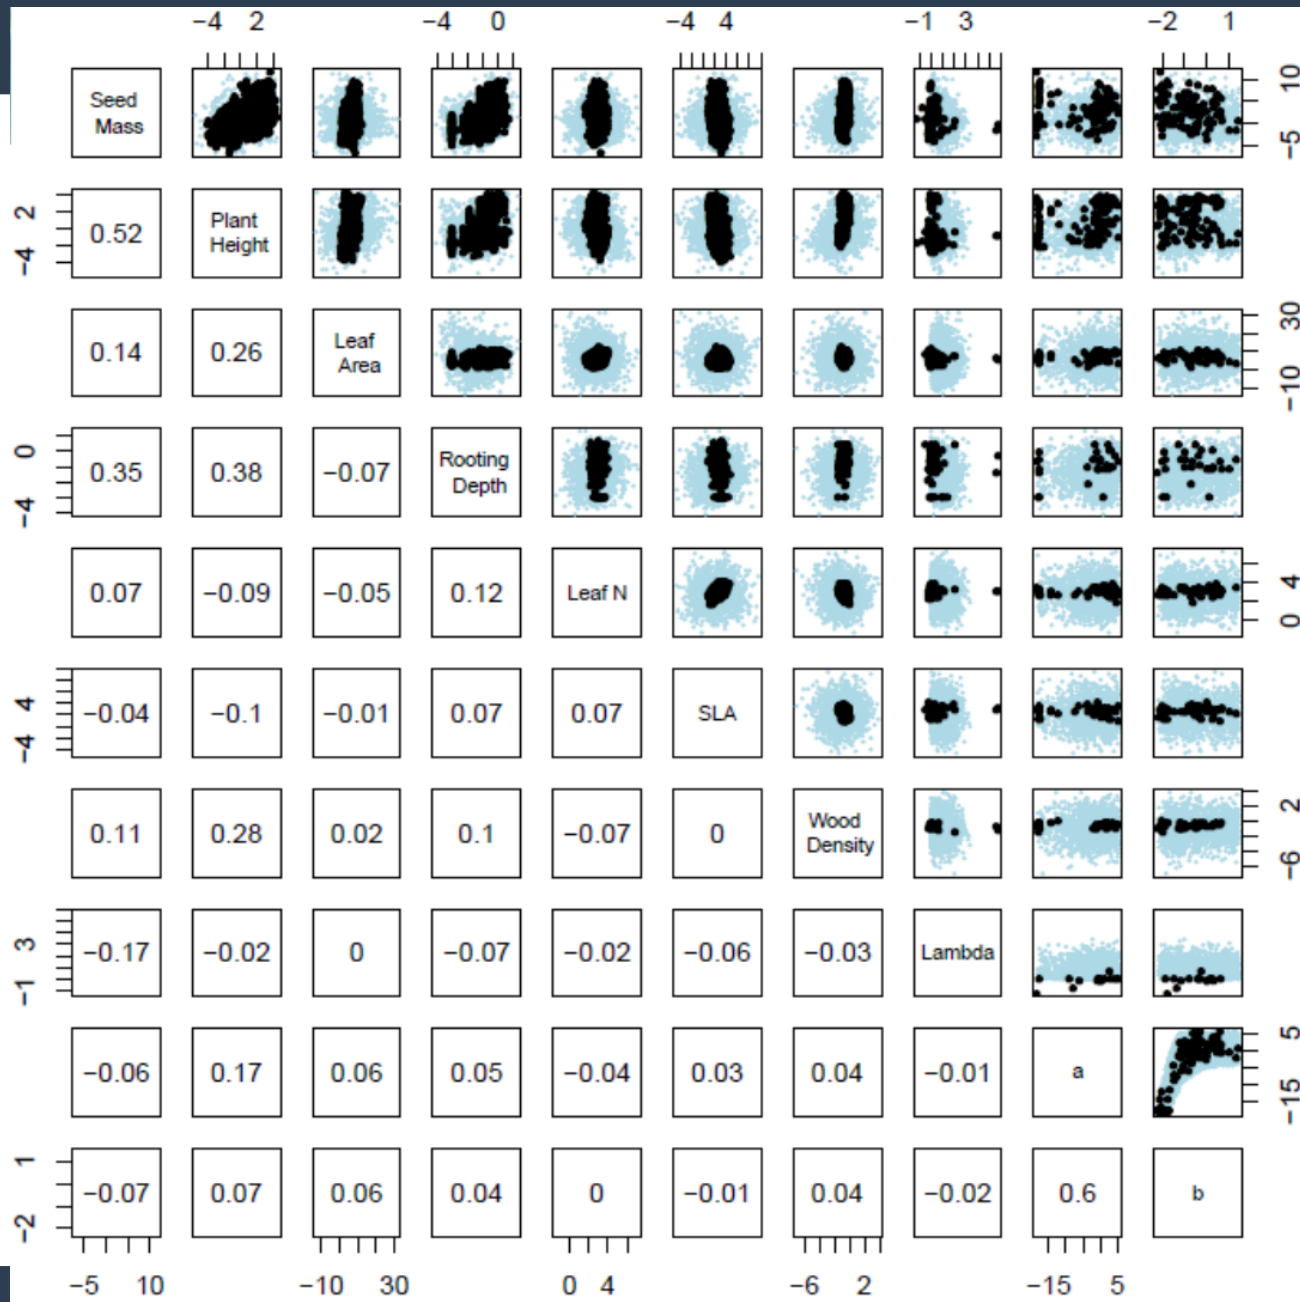 −4 2 −4 0 −4 4 −1 3 −2 1
Seed
Mass
10
−5
2
−4
0.52
Plant
Height
0.14 0.26
Leaf
Area
30
−10
0
−4
0.35 0.38 −0.07
Rooting
Depth
0.07 −0.09 −0.05 0.12 Leaf N
4
0
4
−4
−0.04 −0.1 −0.01 0.07 0.07 SLA
0.11 0.28 0.02 0.1 −0.07 0
Wood
Density
2
−6
3
−1
−0.17 −0.02 0 −0.07 −0.02 −0.06 −0.03 Lambda
−0.06 0.17 0.06 0.05 −0.04 0.03 0.04 −0.01 a
5
−15
1
−2
−0.07 0.07 0.06 0.04 0 −0.01 0.04 −0.02 0.6 b
−5 10 −10 30 0 4 −6 2 −15 5